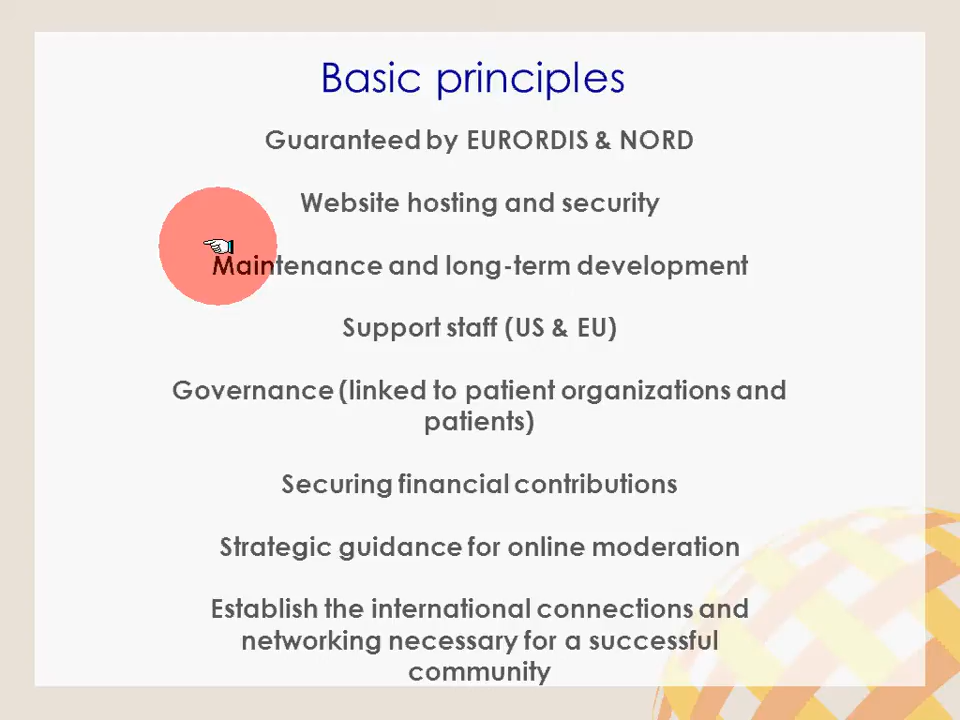 Basic principles
Guaranteed by EURORDIS & NORD
Website hosting and security
Maintenance and long-term development
Support staff (US & EU)
Governance (linked to patient organizations and
patients)
Securing financial contributions
Strategic guidance for online moderation
Establish the international connections and
networking necessary for a successful
community